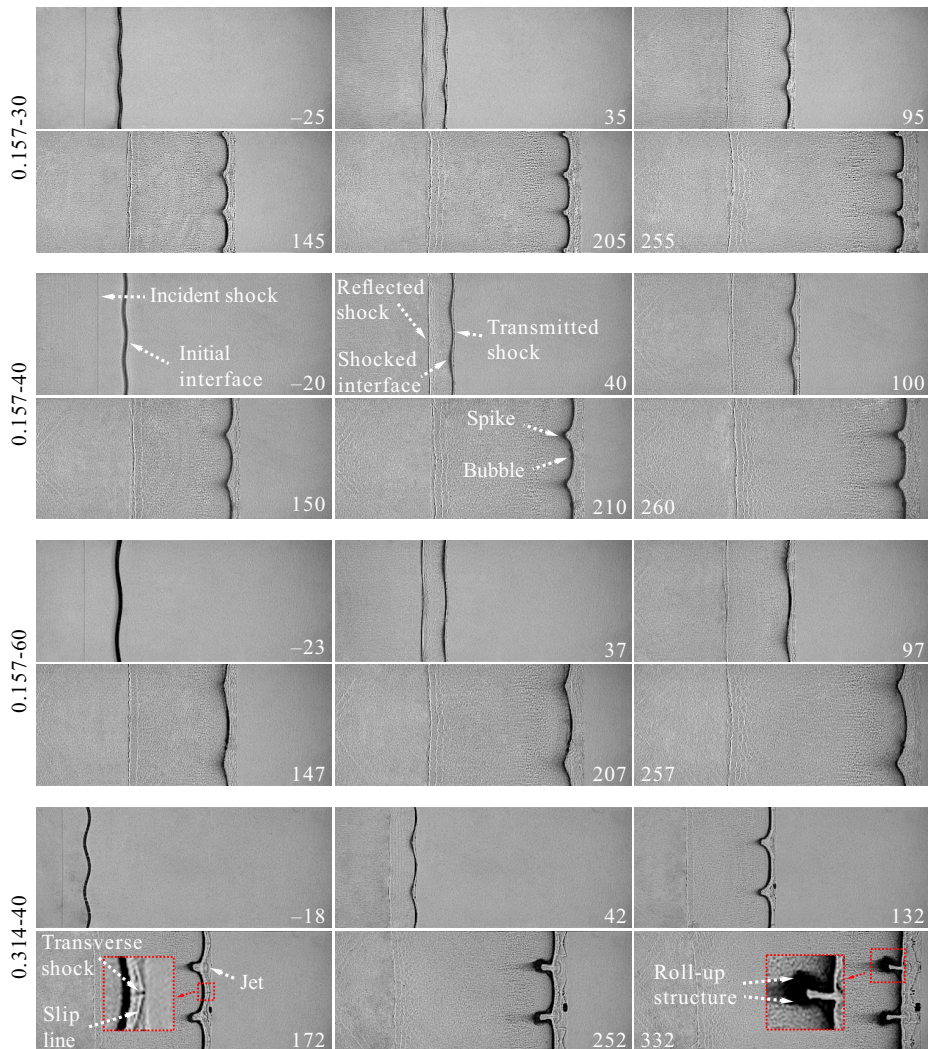 0.157-30
–25
35
95
145
205
255
0.157-40
Incident shock
Initial
interface
–20
Reflected
shock
Transmitted
shock
Shocked
interface
40
100
150
Spike
Bubble
210
260
0.157-60
–23
37
97
147
207
257
0.314-40
–18
42
132
Transverse
shock
Jet
Slip
line
172
252
Roll-up
structure
332